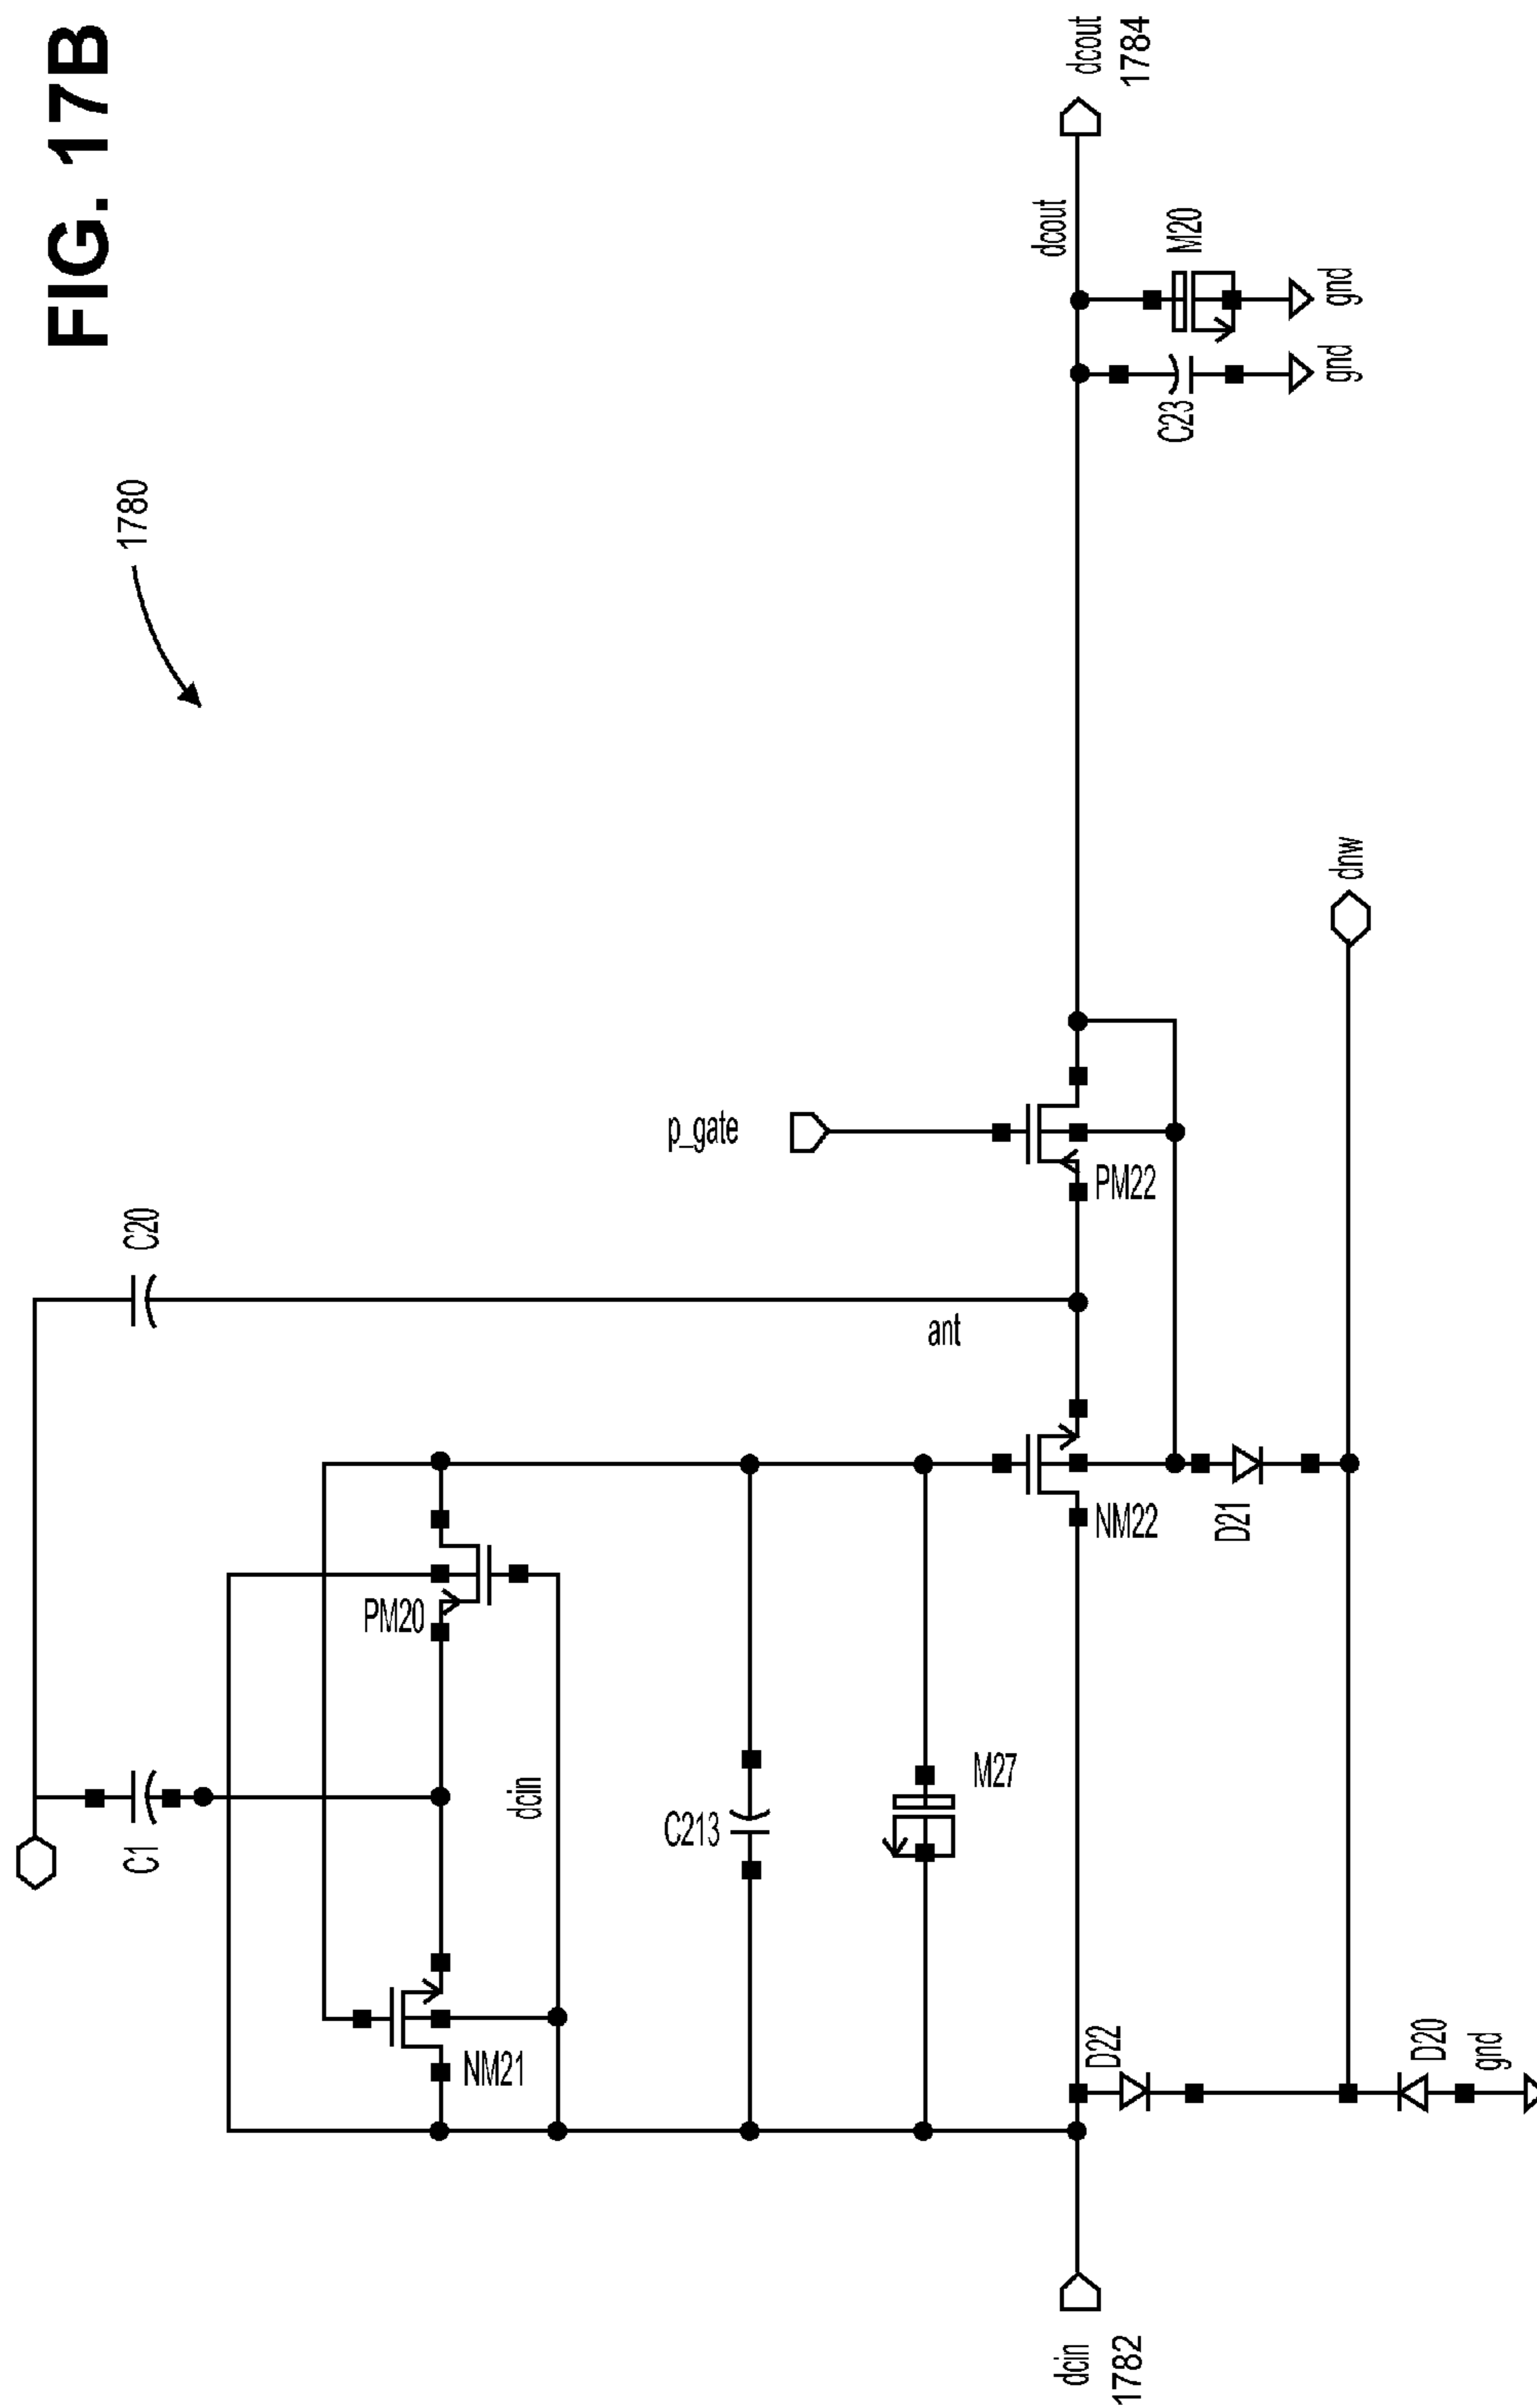 FIG. 17B
1780
C1
C20
PM20
NM21
dcin
C213
M27
ant
p_gate
NM22
PM22
D21
dnw
D22
D20
gnd
dcin
1782
dcout
C23
gnd
M20
gnd
dcout
1784